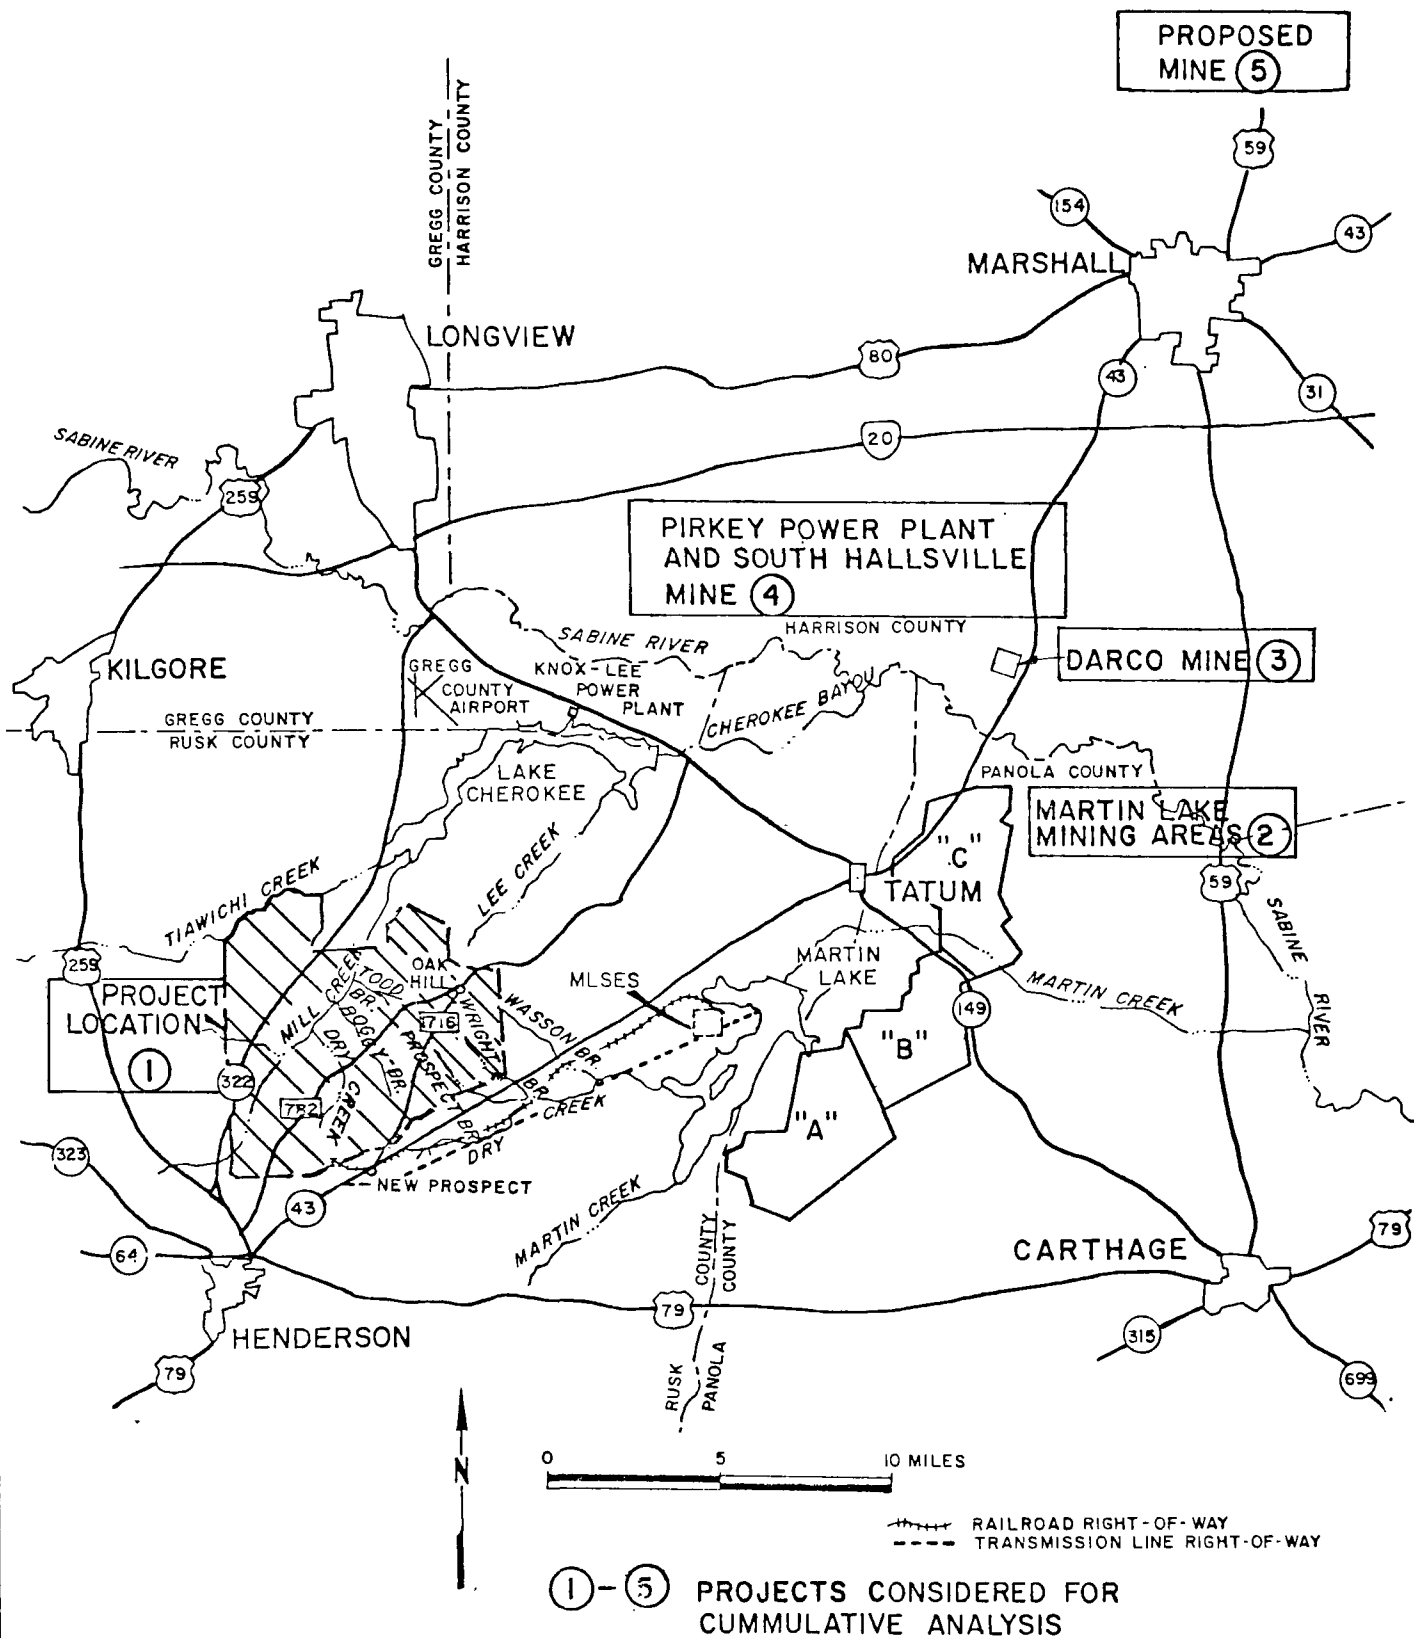 PROPOSED
MINE 5
59
154
43
MARSHALL
GREGG COUNTY
HARRISON COUNTY
LONGVIEW
80
43
31
20
SABINE RIVER
259
PIRKEY POWER PLANT
AND SOUTH HALLSVILLE
MINE 4
SABINE RIVER
HARRISON COUNTY
DARCO MINE 3
KILGORE
GREGG
COUNTY
AIRPORT
KNOX-LEE
POWER
PLANT
CHEROKEE BAYOU
GREGG COUNTY
RUSK COUNTY
LAKE
CHEROKEE
PANOLA COUNTY
MARTIN LAKE
MINING AREAS 2
"C"
TATUM
59
SABINE
RIVER
TIAWICHI CREEK
LEE CREEK
259
PROJECT
LOCATION
1
OAK
HILL
MLSES
MARTIN
LAKE
MARTIN CREEK
149
"B"
MILL CREEK
TOOD
BR.
BOGGY BR.
DRY
CREEK
716
WRIGHT
BR.
PROSPECT BR.
WASSON BR.
322
782
DRY
CREEK
"A"
323
NEW PROSPECT
43
MARTIN CREEK
64
COUNTY
COUNTY
CARTHAGE
79
79
HENDERSON
315
79
699
RUSK
PANOLA
N
0 5 10 MILES
RAILROAD RIGHT-OF-WAY
TRANSMISSION LINE RIGHT-OF-WAY
1-5 PROJECTS CONSIDERED FOR
CUMMULATIVE ANALYSIS